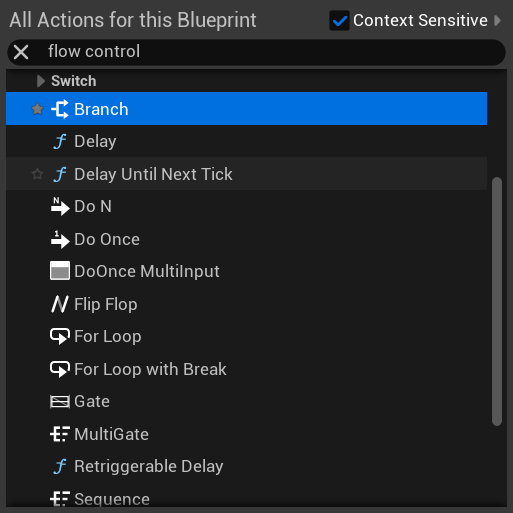 All Actions for this Blueprint Context Sensitive
flow control
Switch
Branch
Delay
Delay Until Next Tick
N Do N
1 Do Once
DoOnce MultiInput
Flip Flop
For Loop
For Loop with Break
Gate
MultiGate
Retriggerable Delay
Sequence